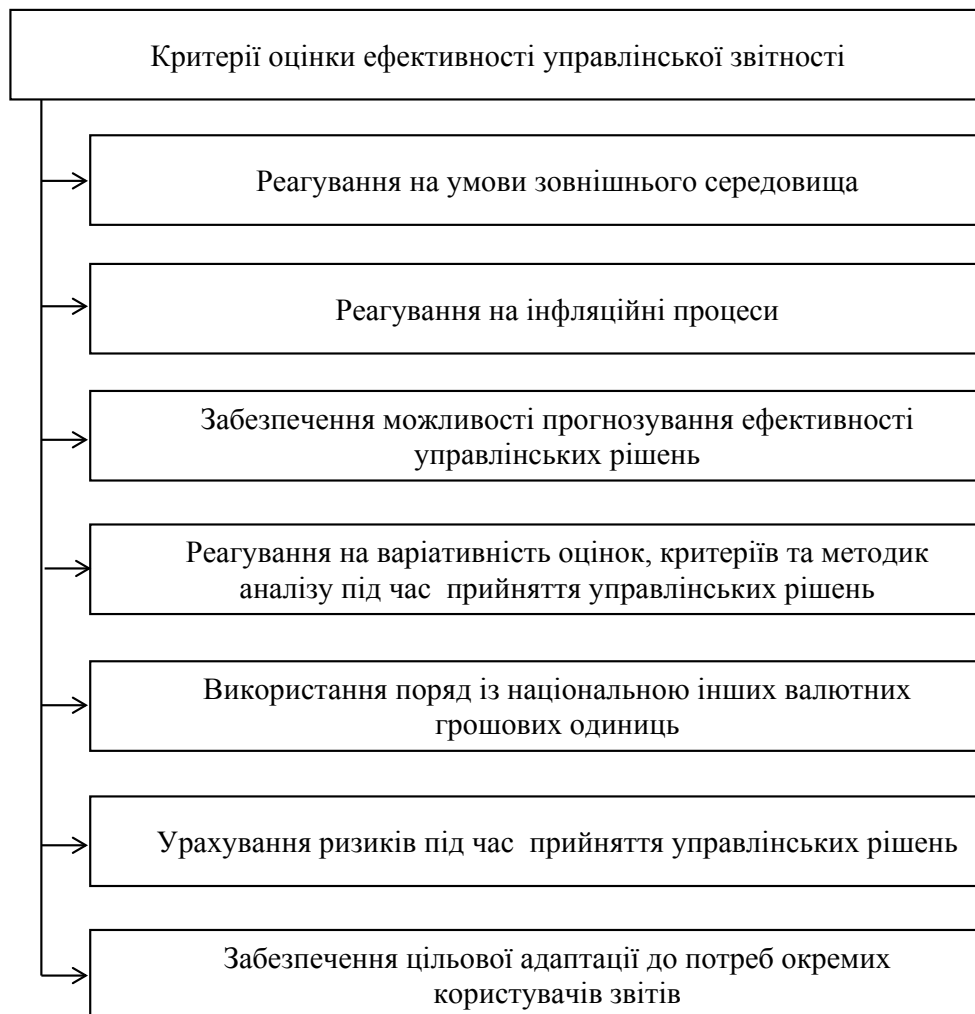 Критерії оцінки ефективності управлінської звітності
Реагування на умови зовнішнього середовища
Реагування на інфляційні процеси
Забезпечення можливості прогнозування ефективності
управлінських рішень
Реагування на варіативність оцінок, критеріїв та методик
аналізу під час  прийняття управлінських рішень
Використання поряд із національною інших валютних
грошових одиниць
Урахування ризиків під час  прийняття управлінських рішень
Забезпечення цільової адаптації до потреб окремих
користувачів звітів